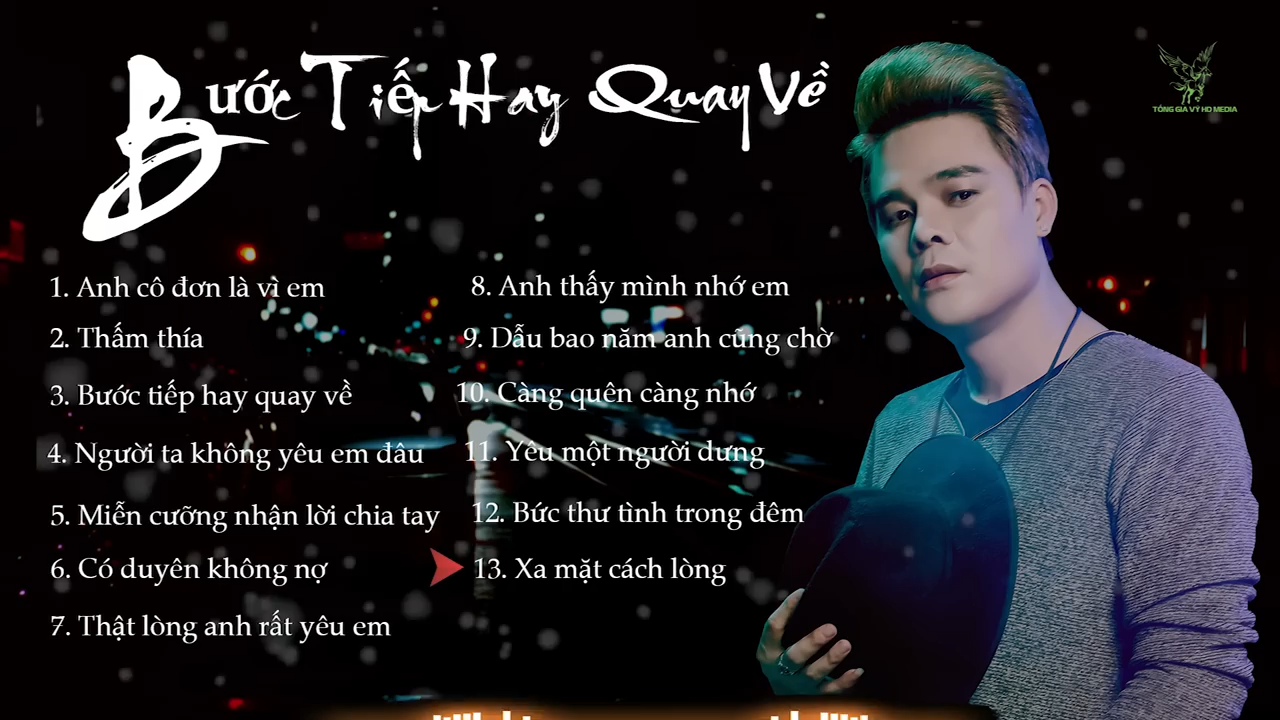 Bước Tiếp Hay Quay Về
TỐNG GIA VỸ HD MEDIA
1. Anh cô đơn là vì em
2. Thấm thía
3. Bước tiếp hay quay về
4. Người ta không yêu em đâu
5. Miễn cưỡng nhận lời chia tay
6. Có duyên không nợ
7. Thật lòng anh rất yêu em
8. Anh thấy mình nhớ em
9. Dẫu bao năm anh cũng chờ
10. Càng quên càng nhớ
11. Yêu một người dưng
12. Bức thư tình trong đêm
13. Xa mặt cách lòng